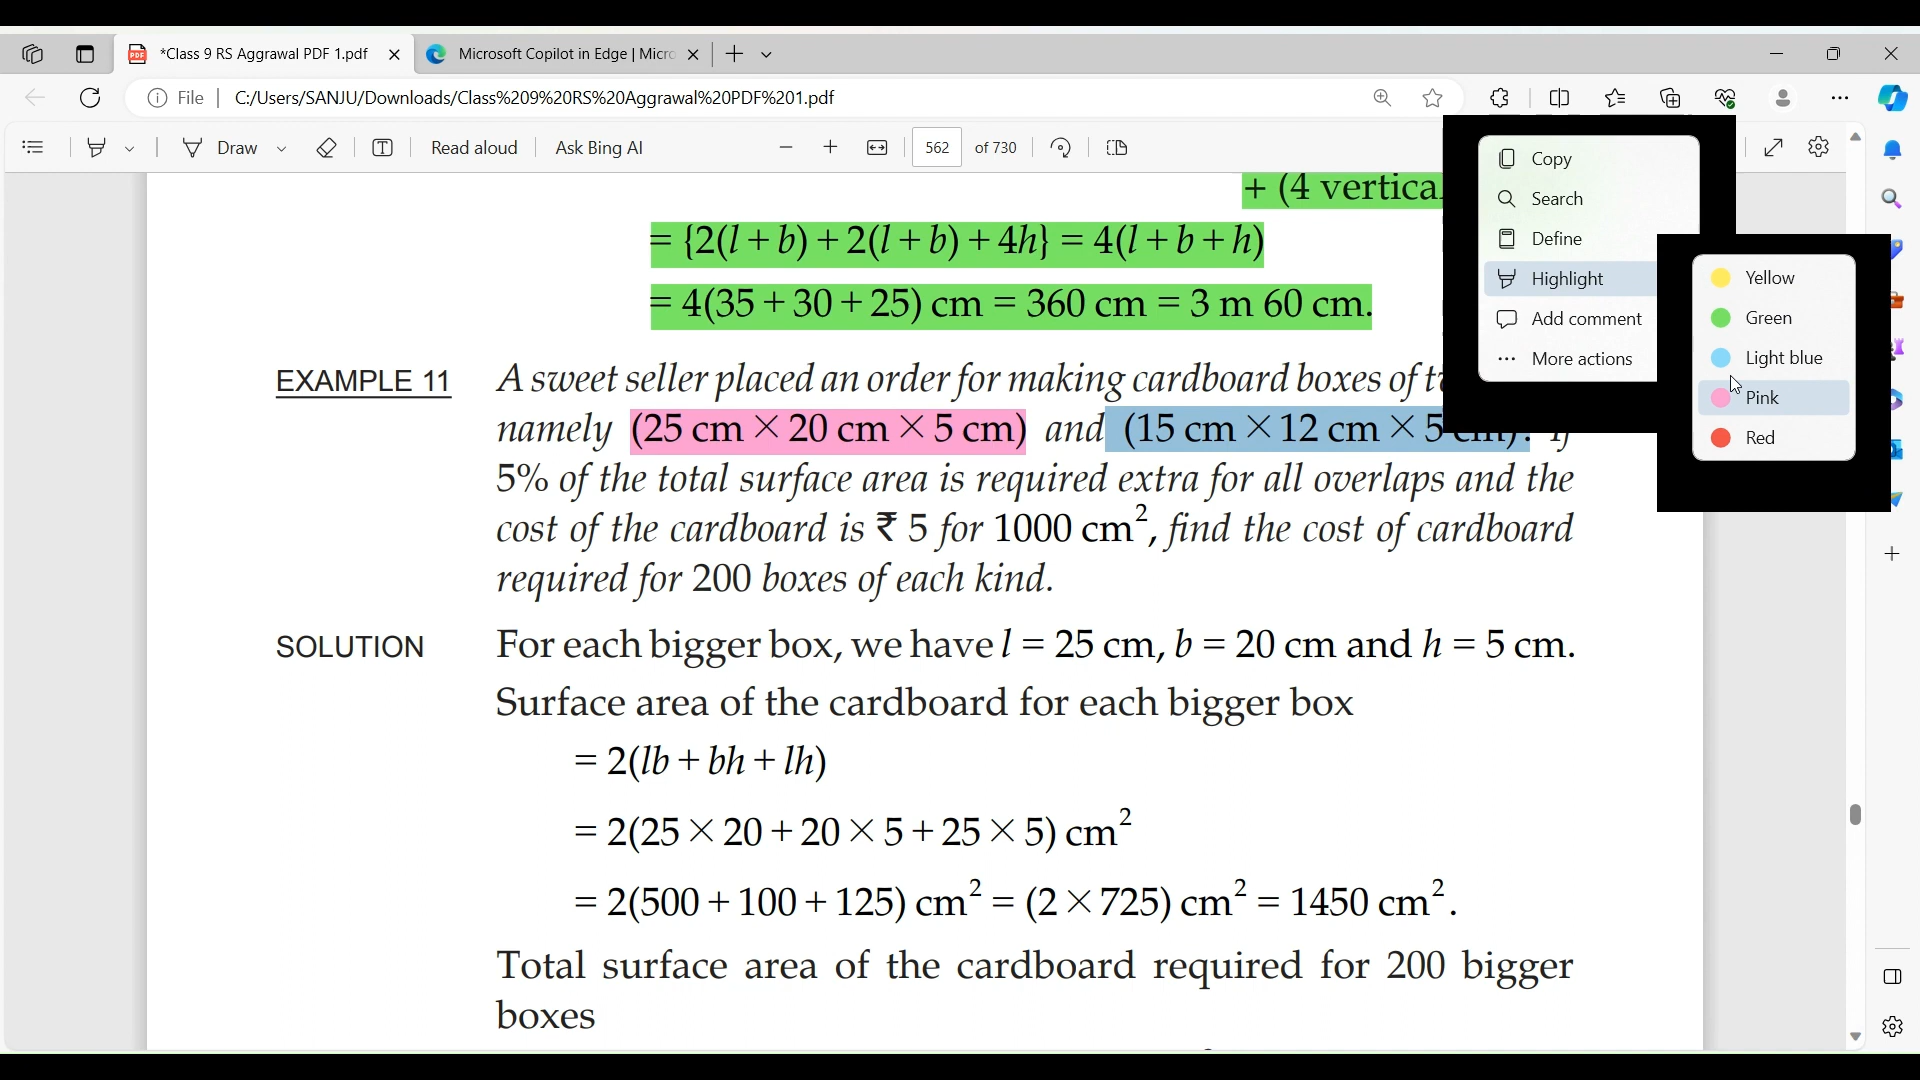 *Class 9 RS Aggrawal PDF 1.pdf
Microsoft Copilot in Edge | Micro
File
C:/Users/SANJU/Downloads/Class%209%20RS%20Aggrawal%20PDF%201.pdf
Draw
Read aloud
Ask Bing AI
562
of 730
Copy
Search
Define
Highlight
Add comment
More actions
Yellow
Green
Light blue
Pink
Red
+ (4
= {2(l + b) + 2(l + b) + 4h} = 4(l + b + h)
= 4(35 + 30 + 25) cm = 360 cm = 3 m 60 cm.
EXAMPLE 11 A sweet seller placed an order for making cardboard boxes of
namely (25 cm × 20 cm × 5 cm) and (15 cm × 12 cm × 5 cm). If
5% of the total surface area is required extra for all overlaps and the
cost of the cardboard is ₹ 5 for 1000 cm², find the cost of cardboard
required for 200 boxes of each kind.
SOLUTION For each bigger box, we have l = 25 cm, b = 20 cm and h = 5 cm.
Surface area of the cardboard for each bigger box
= 2(lb + bh + lh)
= 2(25 × 20 + 20 × 5 + 25 × 5) cm²
= 2(500 + 100 + 125) cm² = (2 × 725) cm² = 1450 cm².
Total surface area of the cardboard required for 200 bigger
boxes